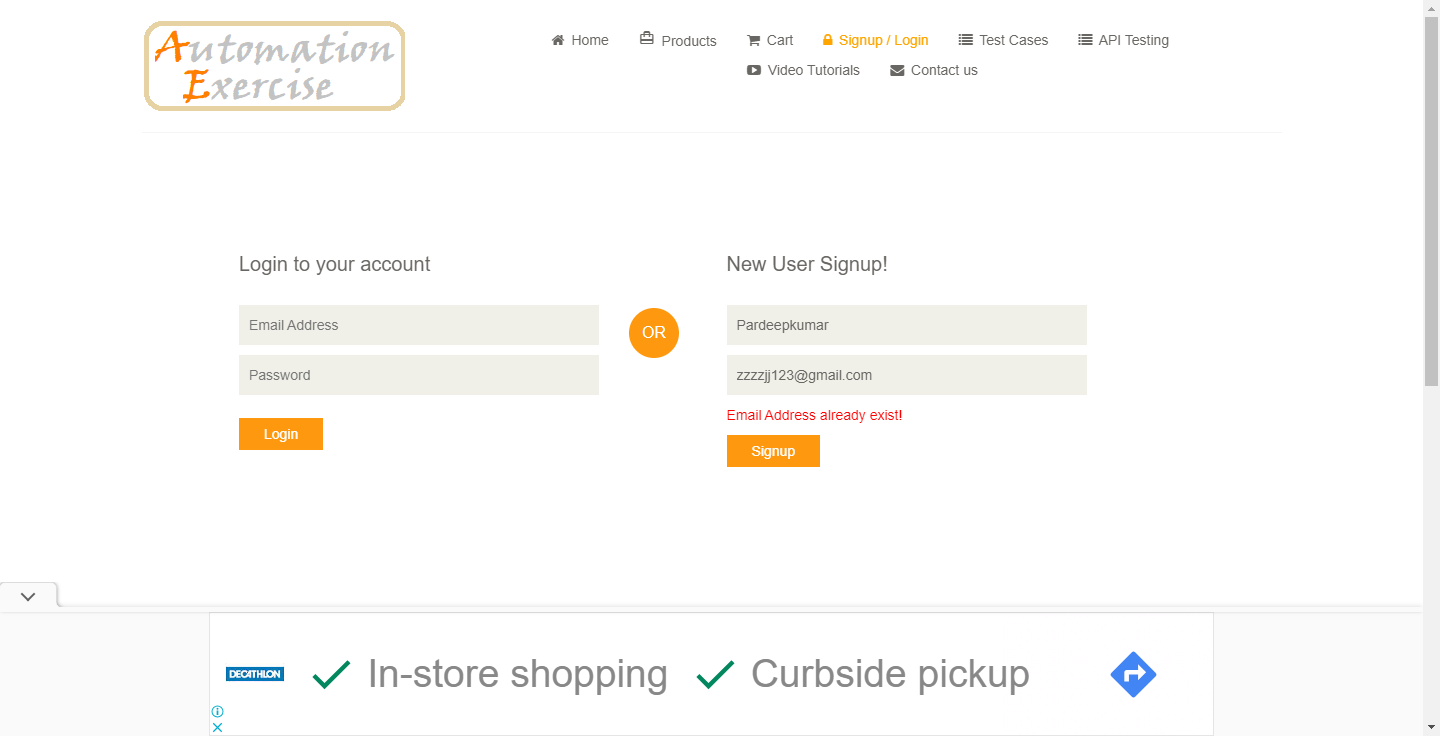 Automation
Exercise
Home
Products
Cart
Signup / Login
Test Cases
API Testing
Video Tutorials
Contact us
Login to your account
New User Signup!
Email Address
Password
Login
OR
Pardeepkumar
zzzzjj123@gmail.com
Email Address already exist!
Signup
DECATHLON
In-store shopping
Curbside pickup